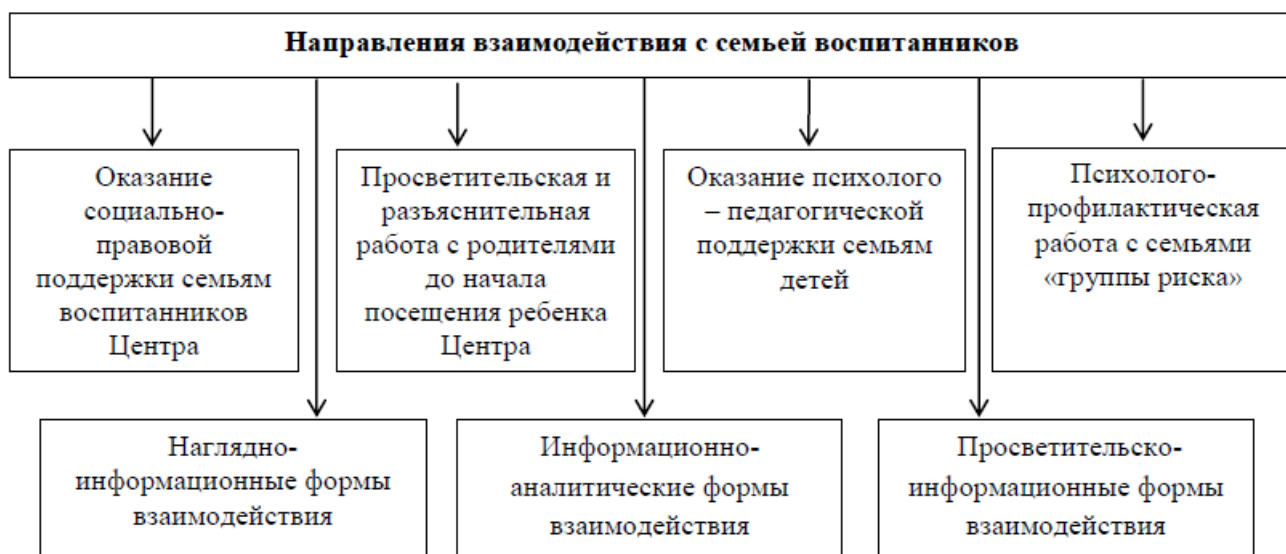 Направления взаимодействия с семьей воспитанников
Оказание
социально-
правовой
поддержки семьям
воспитанников
Центра
Просветительская и
разъяснительная
работа с родителями
до начала
посещения ребенка
Центра
Оказание психолого
– педагогической
поддержки семьям
детей
Психолого-
профилактическая
работа с семьями
«группы риска»
Наглядно-
информационные формы
взаимодействия
Информационно-
аналитические формы
взаимодействия
Просветительско-
информационные формы
взаимодействия